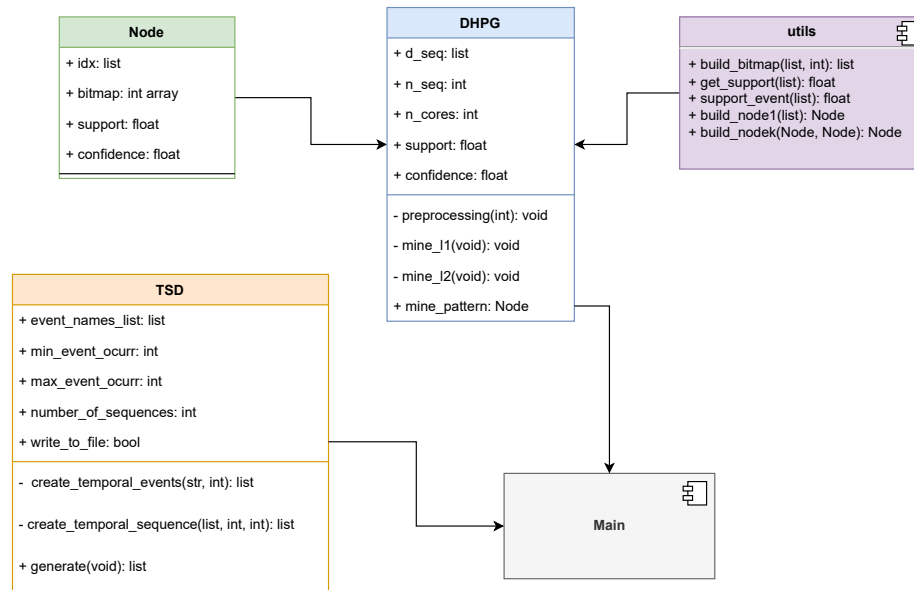 Node
+ idx: list
+ bitmap: int array
+ support: float
+ confidence: float
DHPG
+ d_seq: list
+ n_seq: int
+ n_cores: int
+ support: float
+ confidence: float
- preprocessing(int): void
- mine_l1(void): void
- mine_l2(void): void
+ mine_pattern: Node
utils
+ build_bitmap(list, int): list
+ get_support(list): float
+ support_event(list): float
+ build_node1(list): Node
+ build_nodek(Node, Node): Node
TSD
+ event_names_list: list
+ min_event_ocurr: int
+ max_event_ocurr: int
+ number_of_sequences: int
+ write_to_file: bool
- create_temporal_events(str, int): list
- create_temporal_sequence(list, int, int): list
+ generate(void): list
Main